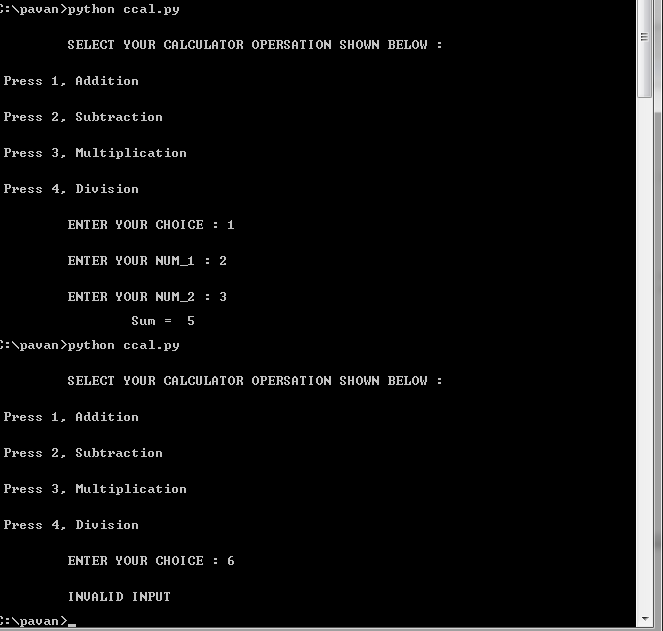 C:\pavan>python ccal.py
SELECT YOUR CALCULATOR OPERSATION SHOWN BELOW :
Press 1, Addition
Press 2, Subtraction
Press 3, Multiplication
Press 4, Division
ENTER YOUR CHOICE : 1
ENTER YOUR NUM_1 : 2
ENTER YOUR NUM_2 : 3
Sum =  5
C:\pavan>python ccal.py
SELECT YOUR CALCULATOR OPERSATION SHOWN BELOW :
Press 1, Addition
Press 2, Subtraction
Press 3, Multiplication
Press 4, Division
ENTER YOUR CHOICE : 6
INVALID INPUT
C:\pavan>_